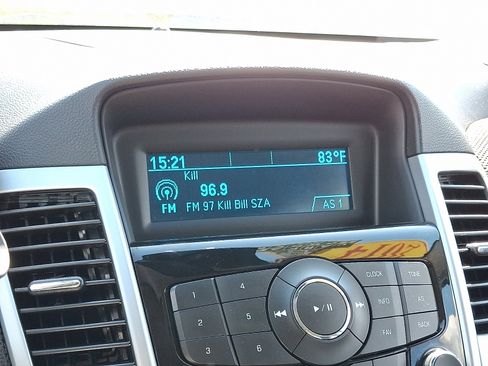 15:21 83°F
Kill
96.9
FM FM 97 Kill Bill SZA
AS 1
1 4 CLOCK TONE
2 5 INFO AS
3 6 FAV BACK